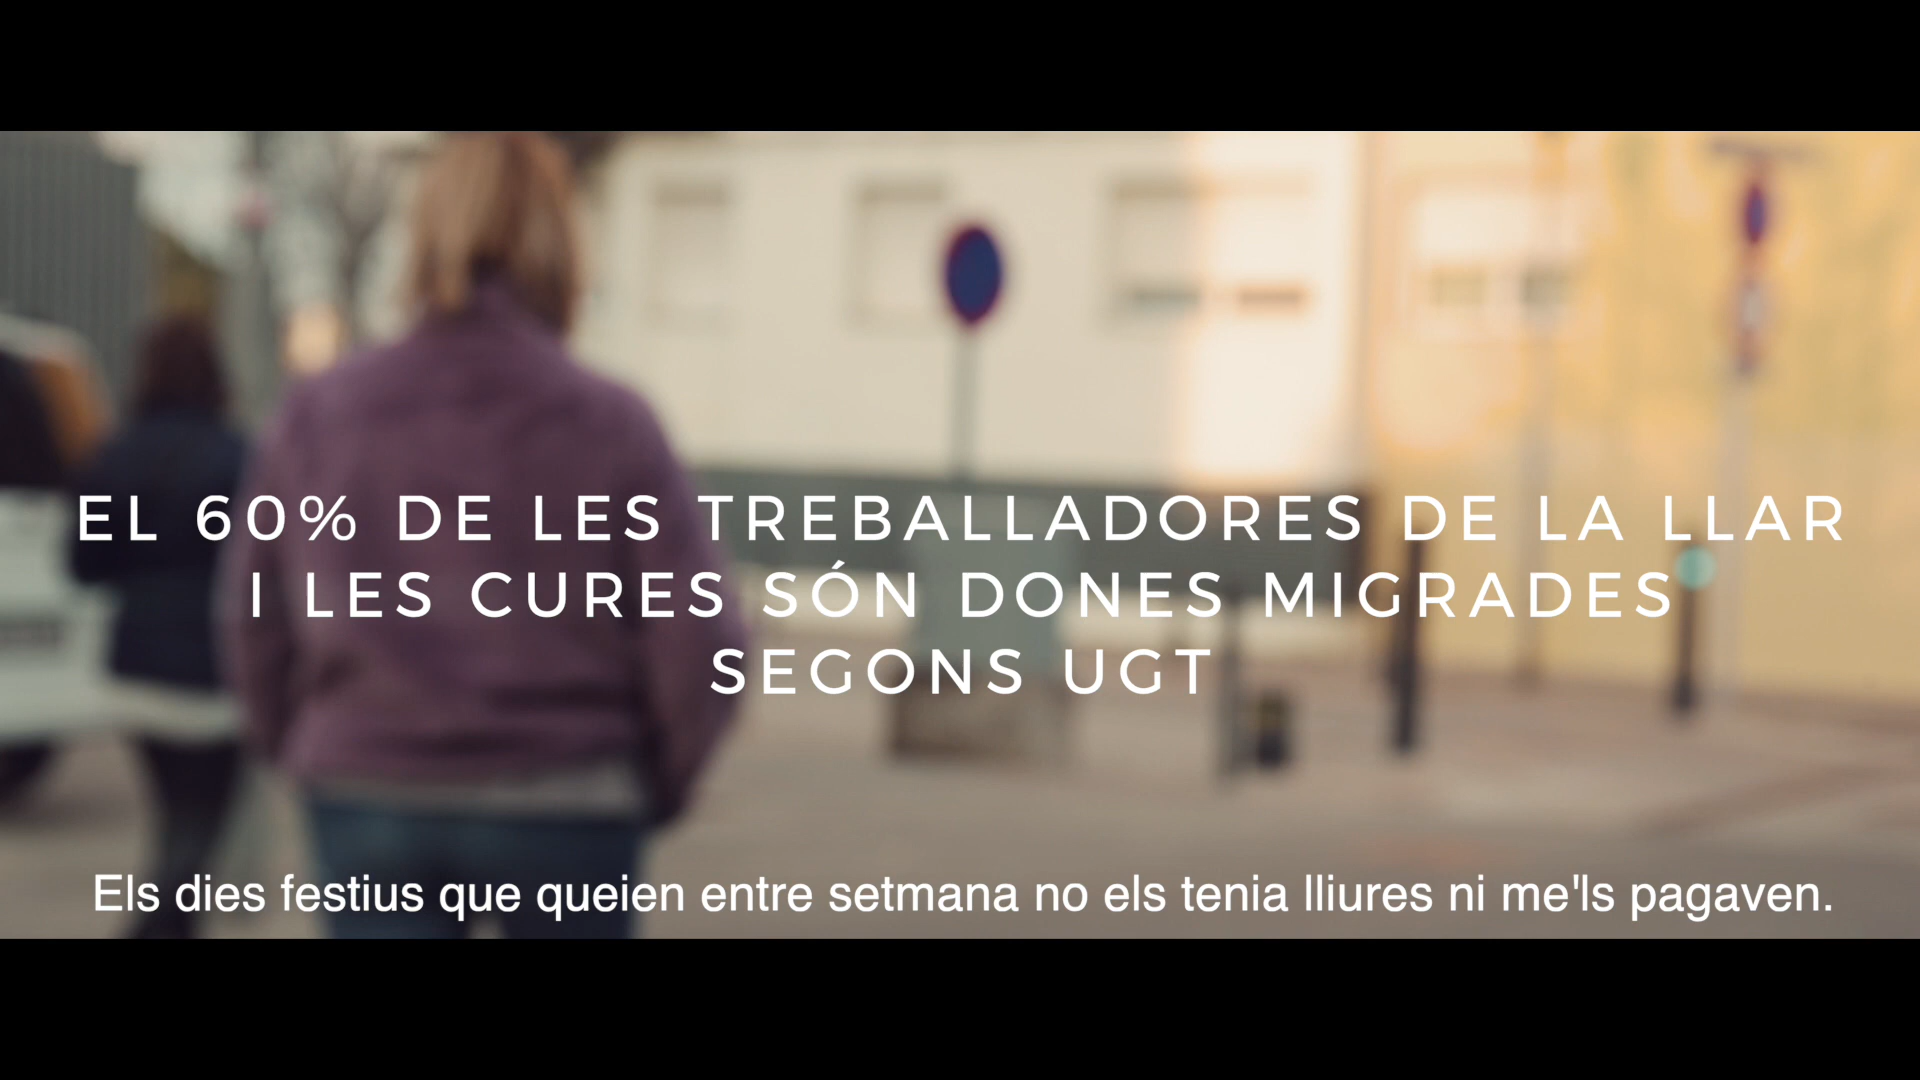 EL 60% DE LES TREBALLADORES DE LA LLAR
I LES CURES SÓN DONES MIGRADES
SEGONS UGT
Els dies festius que queien entre setmana no els tenia lliures ni me'ls pagaven.